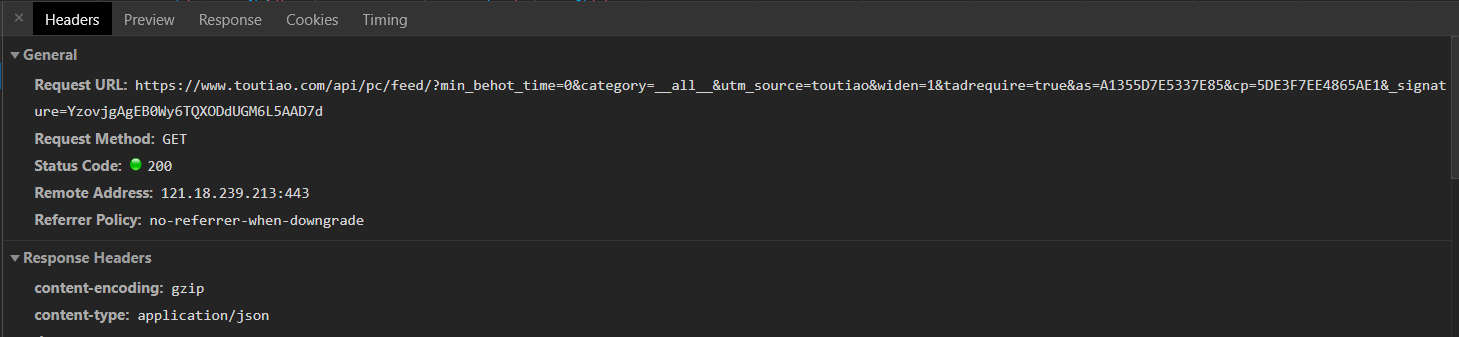 × Headers Preview Response Cookies Timing
▼General
Request URL: https://www.toutiao.com/api/pc/feed/?min_behot_time=0&category=__all__&utm_source=toutiao&widen=1&tadrequire=true&as=A1355D7E5337E85&cp=5DE3F7EE4865AE1&_signat
ure=YzovjgAgEB0Wy6TQXODdUGM6L5AAD7d
Request Method: GET
Status Code: 200
Remote Address: 121.18.239.213:443
Referrer Policy: no-referrer-when-downgrade
▼Response Headers
content-encoding: gzip
content-type: application/json